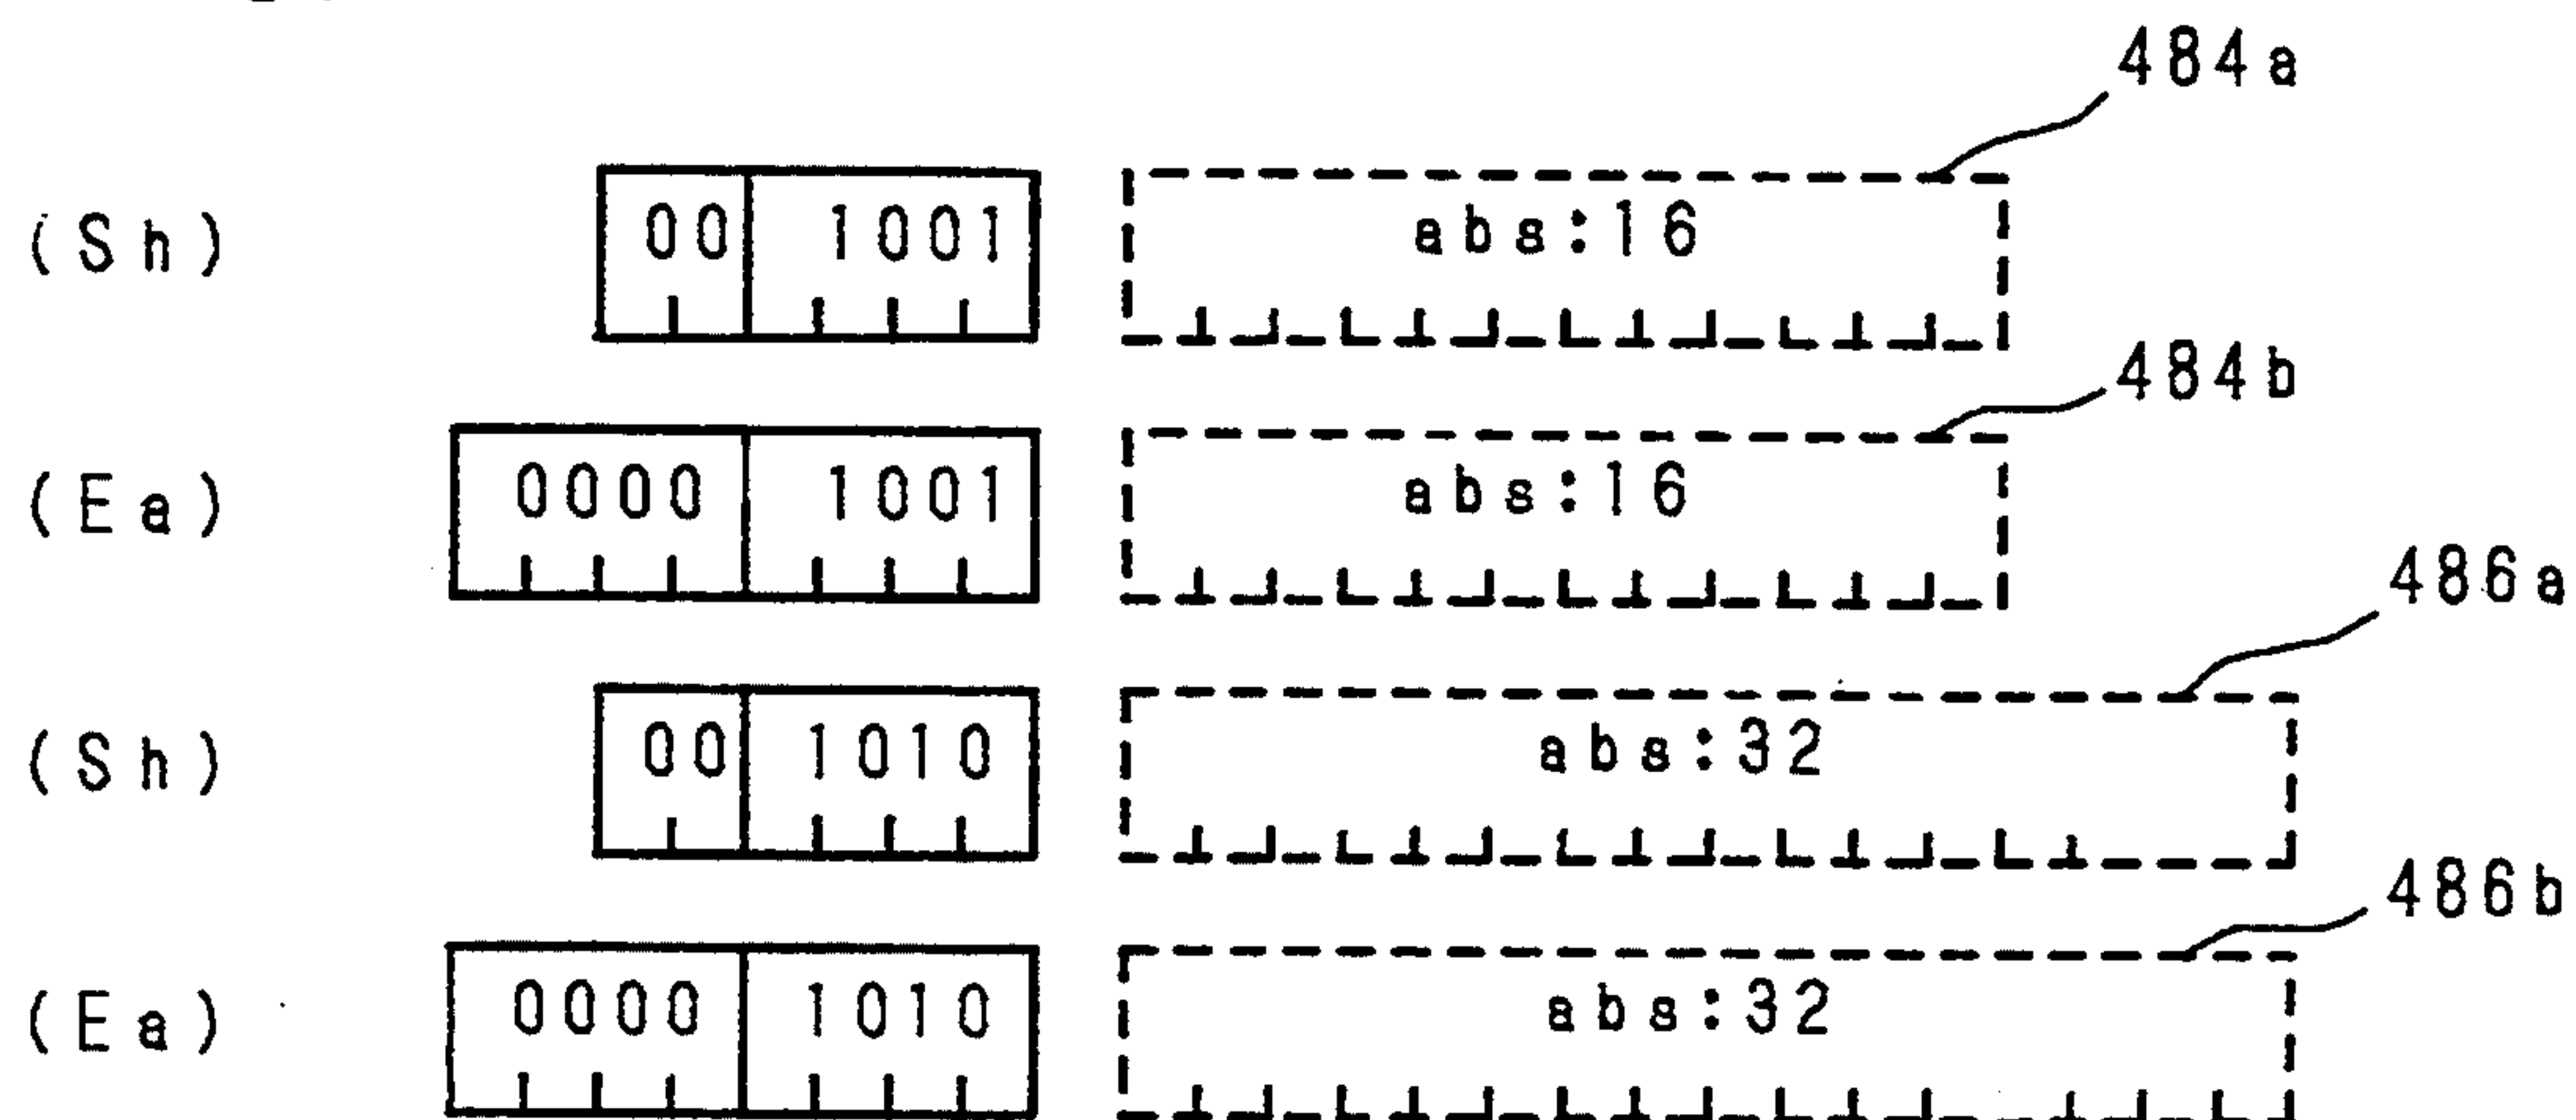 484a
(Sh) 00 1001 abs:16
484b
(Ea) 0000 1001 abs:16
486a
(Sh) 00 1010 abs:32
486b
(Ea) 0000 1010 abs:32